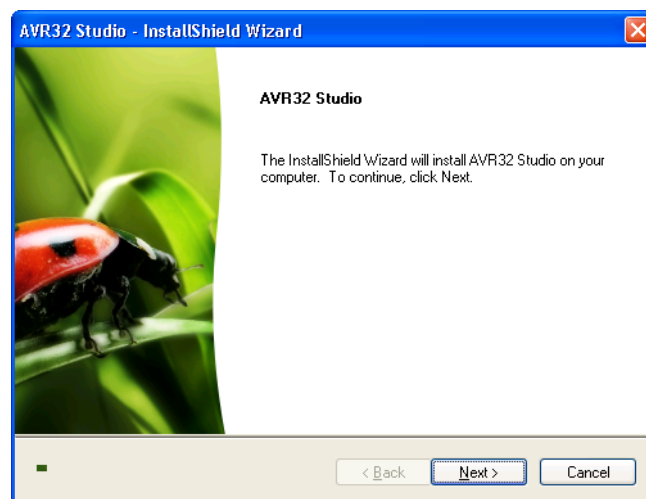 AVR32 Studio - InstallShield Wizard
AVR32 Studio
The InstallShield Wizard will install AVR32 Studio on your
computer. To continue, click Next.
< Back Next > Cancel